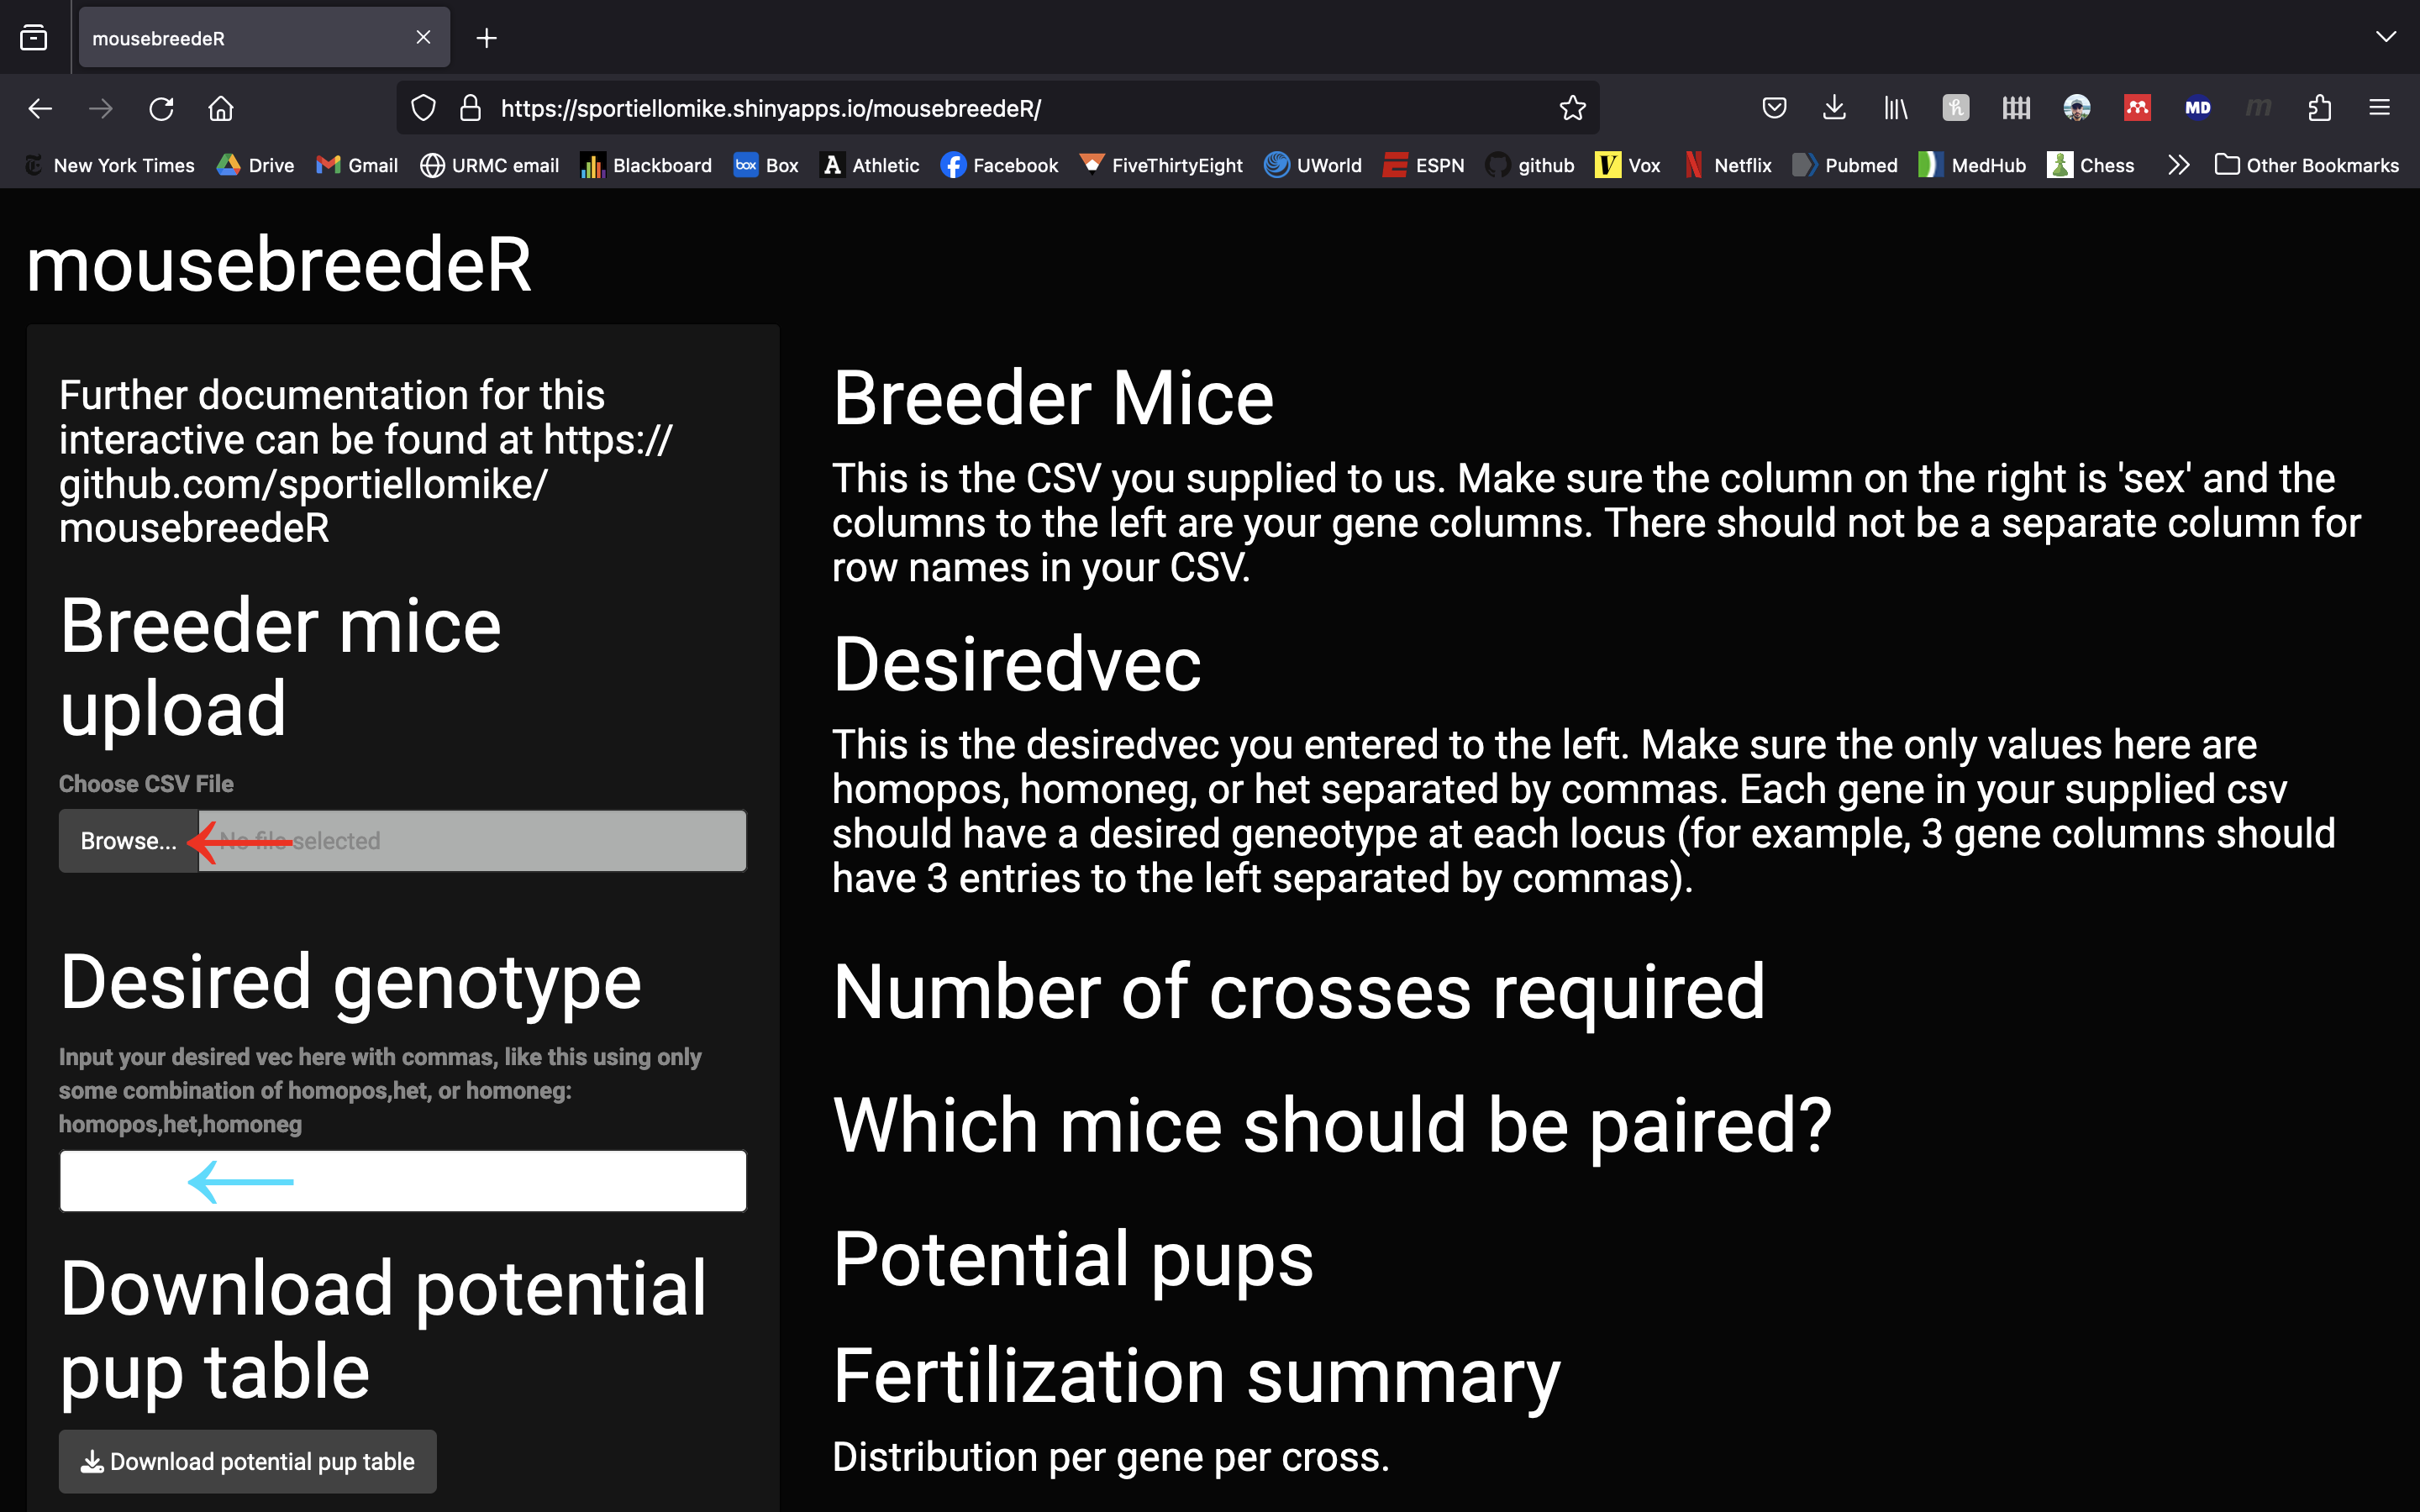 mousebreedeR
https://sportiellomike.shinyapps.io/mousebreedeR/
MD
m
New York Times
Drive
Gmail
URMC email
Blackboard
box
Box
A
Athletic
Facebook
FiveThirtyEight
UWorld
ESPN
github
V
Vox
N
Netflix
Pubmed
MedHub
Chess
Other Bookmarks
mousebreedeR
Further documentation for this
interactive can be found at https://
github.com/sportiellomike/
mousebreedeR
Breeder mice
upload
Choose CSV File
Browse...
No file selected
Desired genotype
Input your desired vec here with commas, like this using only
some combination of homopos,het, or homoneg:
homopos,het,homoneg
Download potential
pup table
Download potential pup table
Breeder Mice
This is the CSV you supplied to us. Make sure the column on the right is 'sex' and the
columns to the left are your gene columns. There should not be a separate column for
row names in your CSV.
Desiredvec
This is the desiredvec you entered to the left. Make sure the only values here are
homopos, homoneg, or het separated by commas. Each gene in your supplied csv
should have a desired geneotype at each locus (for example, 3 gene columns should
have 3 entries to the left separated by commas).
Number of crosses required
Which mice should be paired?
Potential pups
Fertilization summary
Distribution per gene per cross.